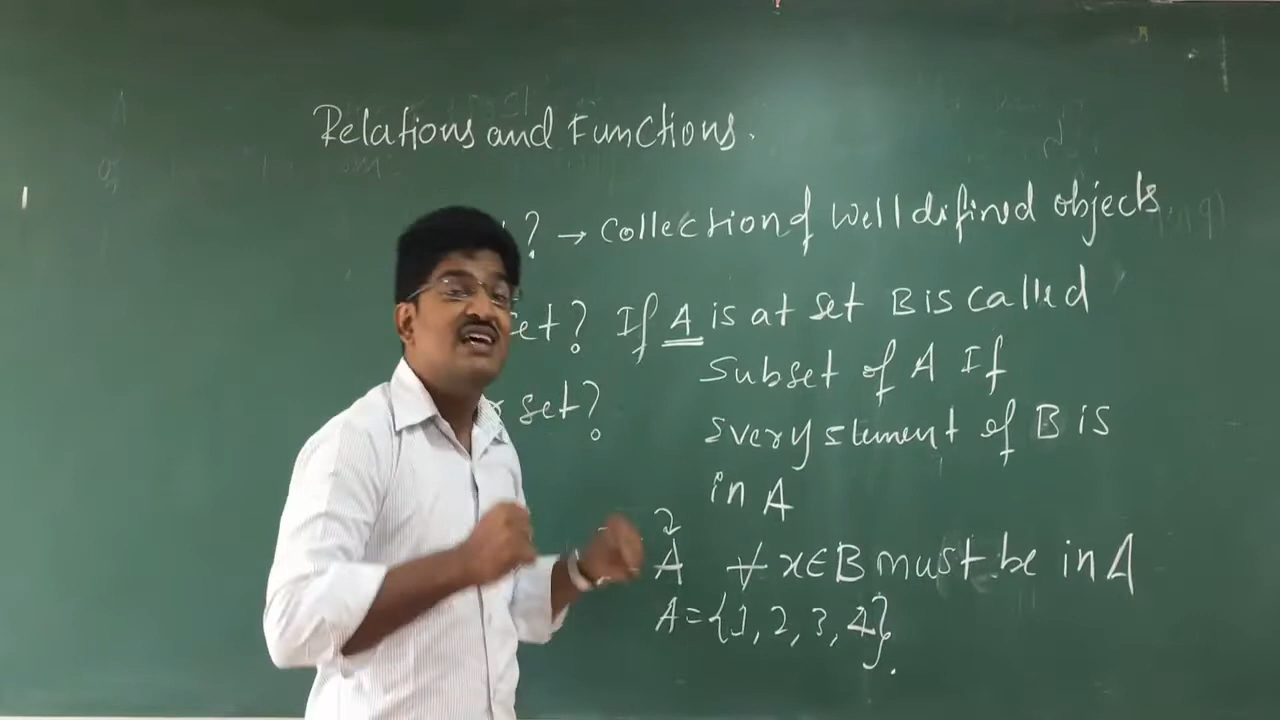 Relations and Functions.
? → Collection of well difined objects
et? If A is at set B is called
Subset of A If
set?
Every element of B is
in A
2
A ∀ x∈B must be in A
A = {1, 2, 3, 4}.